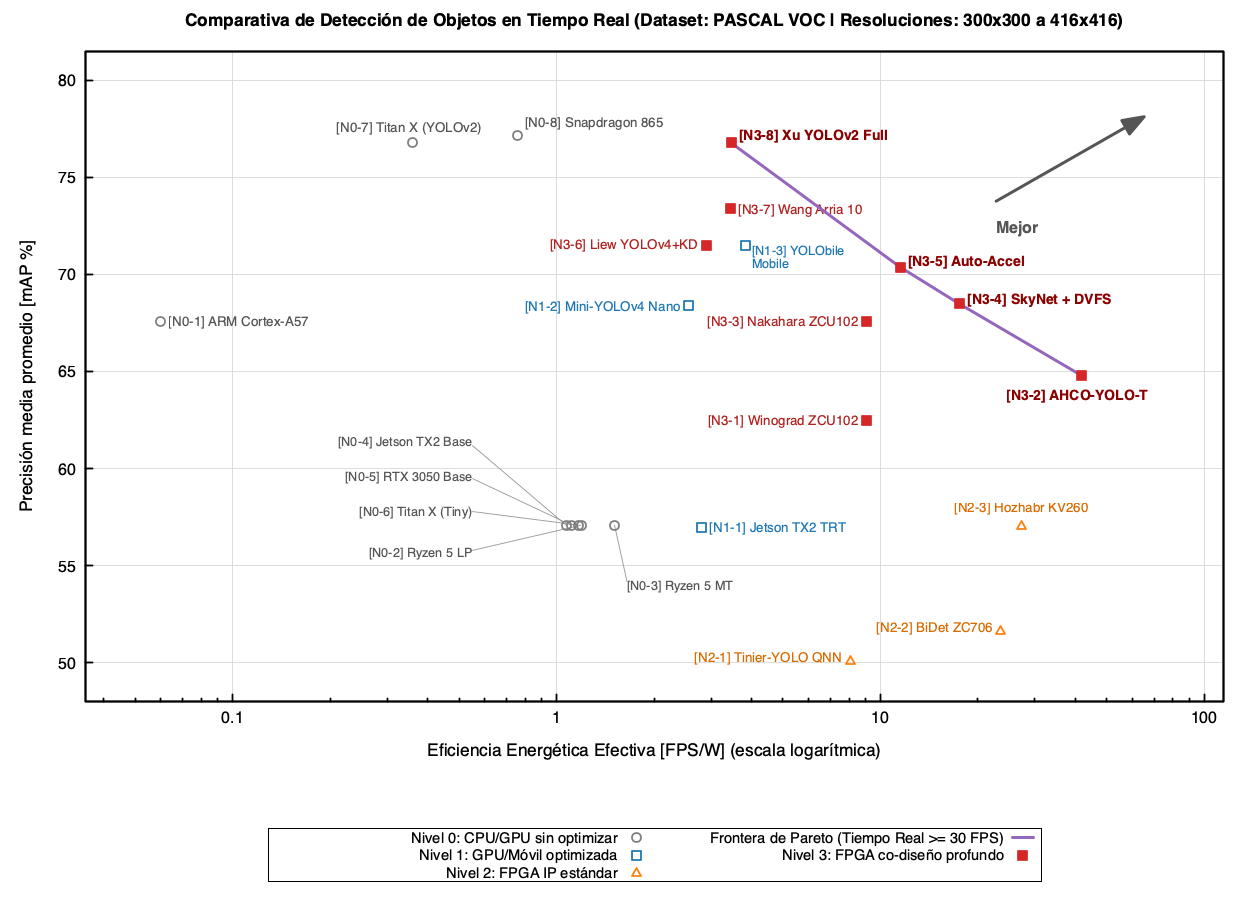 Comparativa de Detección de Objetos en Tiempo Real (Dataset: PASCAL VOC | Resoluciones: 300x300 a 416x416)
Precisión media promedio [mAP %]
80
75
70
65
60
55
50
[N0-7] Titan X (YOLOv2)
[N0-8] Snapdragon 865
[N3-8] Xu YOLOv2 Full
[N3-7] Wang Arria 10
Mejor
[N3-6] Liew YOLOv4+KD
[N1-3] YOLObile
Mobile
[N3-5] Auto-Accel
[N1-2] Mini-YOLOv4 Nano
[N3-4] SkyNet + DVFS
[N0-1] ARM Cortex-A57
[N3-3] Nakahara ZCU102
[N3-2] AHCO-YOLO-T
[N3-1] Winograd ZCU102
[N0-4] Jetson TX2 Base
[N0-5] RTX 3050 Base
[N0-6] Titan X (Tiny)
[N0-2] Ryzen 5 LP
[N0-3] Ryzen 5 MT
[N1-1] Jetson TX2 TRT
[N2-3] Hozhabr KV260
[N2-2] BiDet ZC706
[N2-1] Tinier-YOLO QNN
0.1
1
10
100
Eficiencia Energética Efectiva [FPS/W] (escala logarítmica)
Nivel 0: CPU/GPU sin optimizar
Nivel 1: GPU/Móvil optimizada
Nivel 2: FPGA IP estándar
Frontera de Pareto (Tiempo Real >= 30 FPS)
Nivel 3: FPGA co-diseño profundo